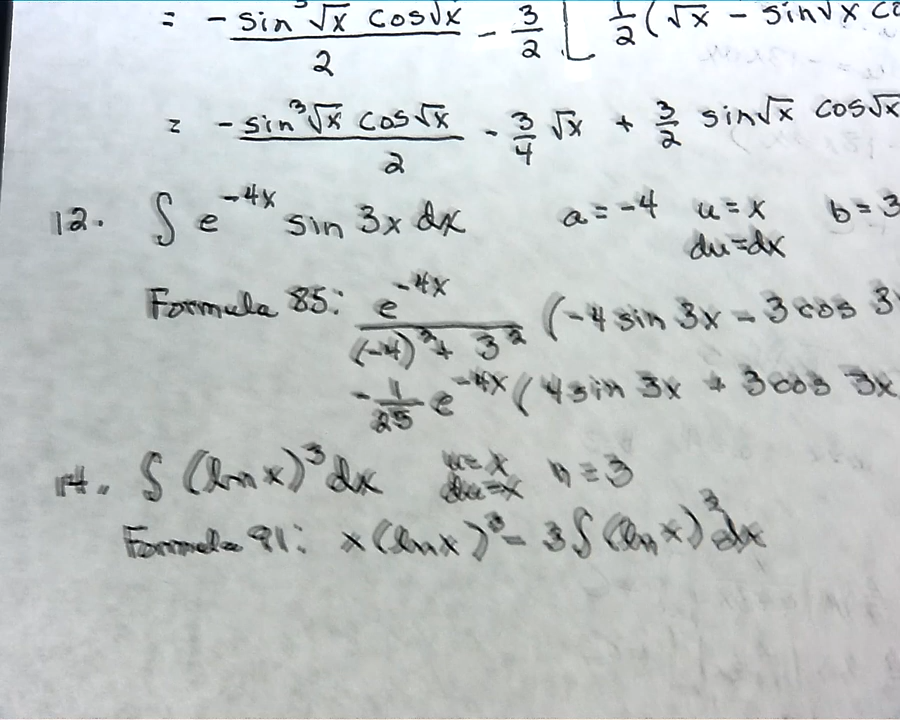 = -sin³√x cos√x / 2 - 3/2 [ 1/2 (√x - sin√x co
= -sin³√x cos√x / 2 - 3/4 √x + 3/2 sin√x cos√x
12. ∫ e^{-4x} sin 3x dx a = -4 u = x b = 3
du = dx
Formula 85: e^{-4x} / (-4)² + 3² (-4 sin 3x - 3 cos 3
-1/25 e^{-4x} (4 sin 3x + 3 cos 3x
14. ∫ (ln x)³ dx u = x n = 3
du = x
Formula 91: x(ln x)³ - 3 ∫ (ln x)² dx